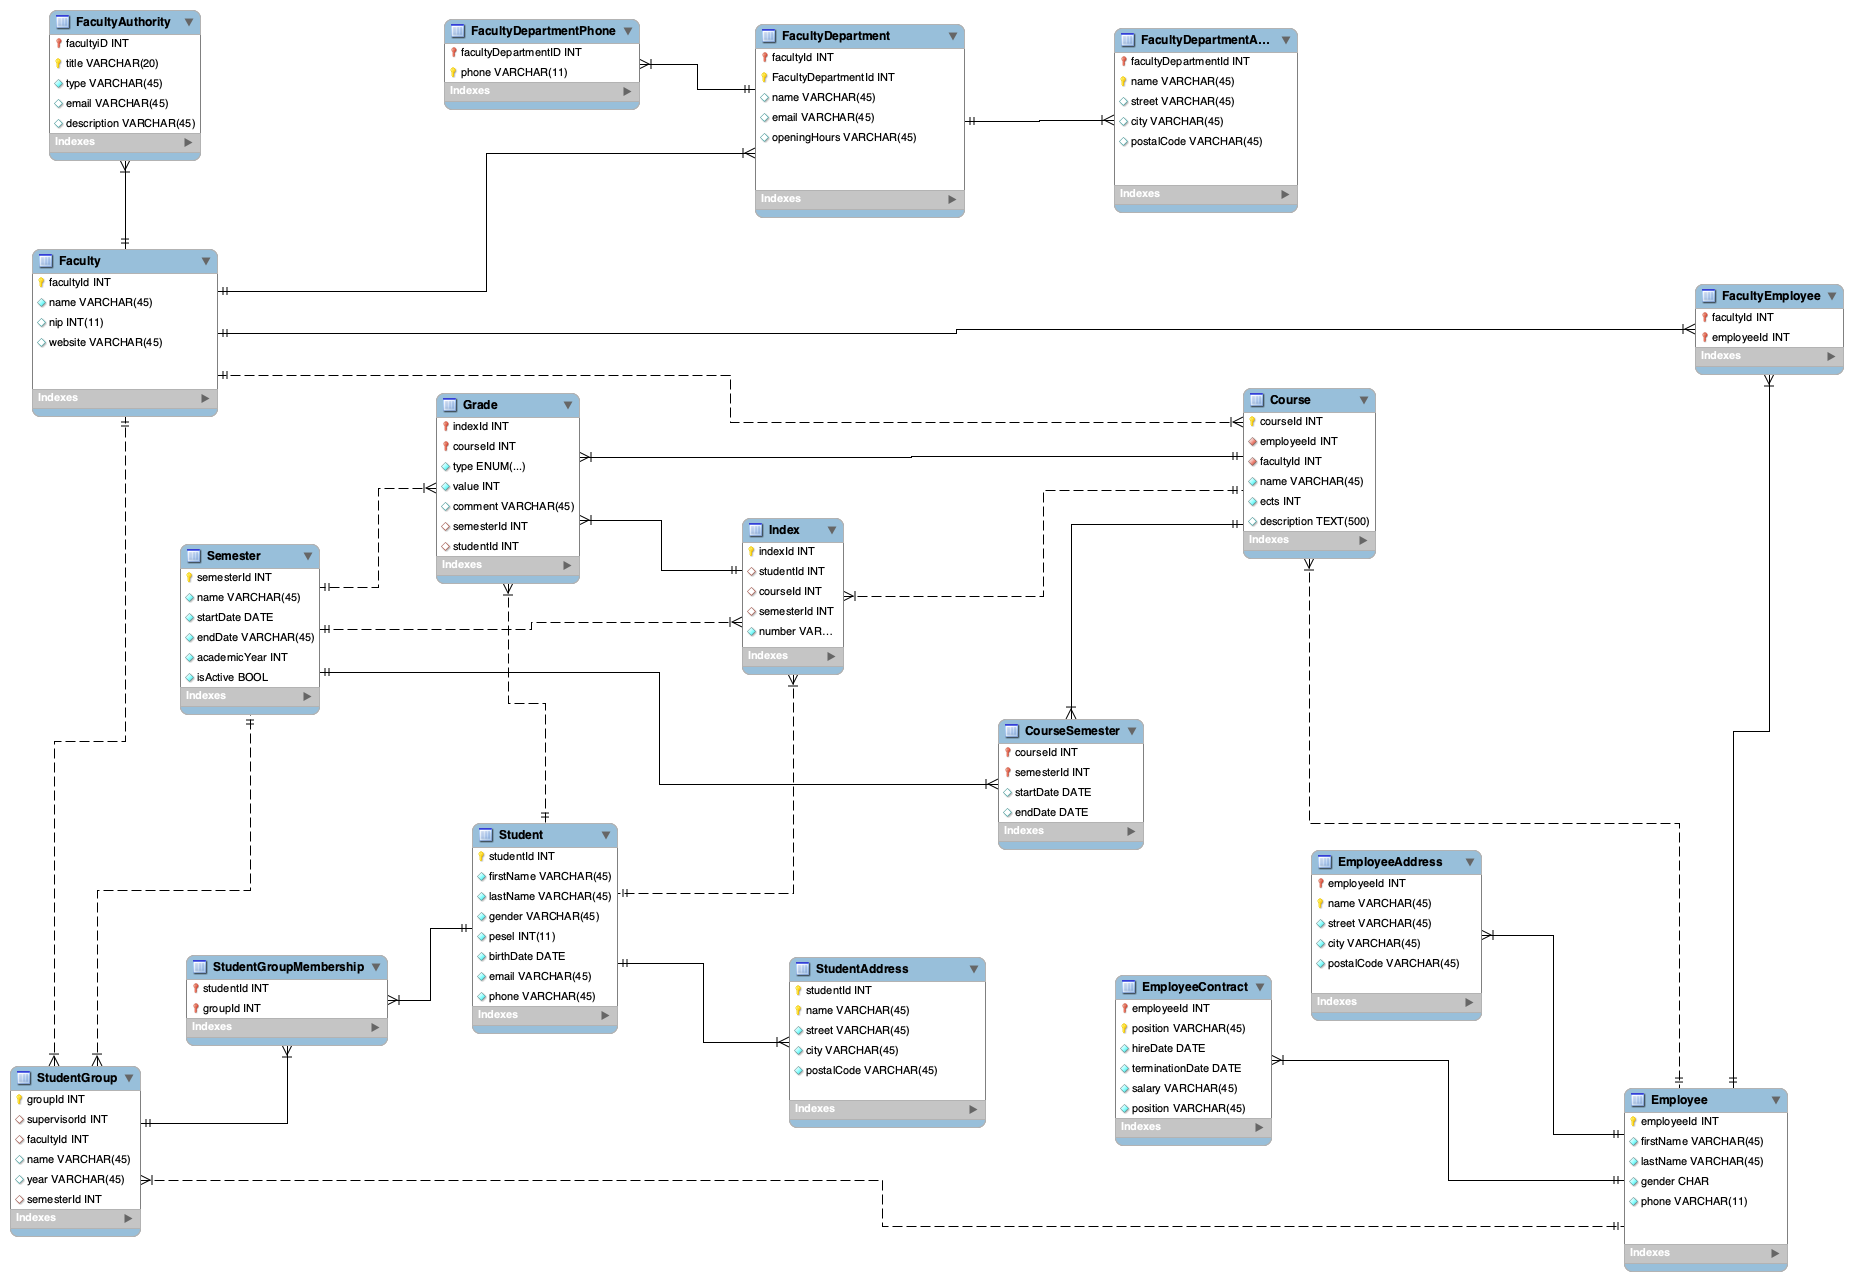 FacultyAuthority
facultyiD INT
title VARCHAR(20)
type VARCHAR(45)
email VARCHAR(45)
description VARCHAR(45)
Indexes
FacultyDepartmentPhone
facultyDepartmentID INT
phone VARCHAR(11)
Indexes
FacultyDepartment
facultyId INT
FacultyDepartmentId INT
name VARCHAR(45)
email VARCHAR(45)
openingHours VARCHAR(45)
Indexes
FacultyDepartmentA...
facultyDepartmentId INT
name VARCHAR(45)
street VARCHAR(45)
city VARCHAR(45)
postalCode VARCHAR(45)
Indexes
Faculty
facultyId INT
name VARCHAR(45)
nip INT(11)
website VARCHAR(45)
Indexes
FacultyEmployee
facultyId INT
employeeId INT
Indexes
Grade
indexId INT
courseId INT
type ENUM(...)
value INT
comment VARCHAR(45)
semesterId INT
studentId INT
Indexes
Course
courseId INT
employeeId INT
facultyId INT
name VARCHAR(45)
ects INT
description TEXT(500)
Indexes
Index
indexId INT
studentId INT
courseId INT
semesterId INT
number VAR...
Indexes
Semester
semesterId INT
name VARCHAR(45)
startDate DATE
endDate VARCHAR(45)
academicYear INT
isActive BOOL
Indexes
CourseSemester
courseId INT
semesterId INT
startDate DATE
endDate DATE
Indexes
Student
studentId INT
firstName VARCHAR(45)
lastName VARCHAR(45)
gender VARCHAR(45)
pesel INT(11)
birthDate DATE
email VARCHAR(45)
phone VARCHAR(45)
Indexes
EmployeeAddress
employeeId INT
name VARCHAR(45)
street VARCHAR(45)
city VARCHAR(45)
postalCode VARCHAR(45)
Indexes
StudentGroupMembership
studentId INT
groupId INT
Indexes
StudentAddress
studentId INT
name VARCHAR(45)
street VARCHAR(45)
city VARCHAR(45)
postalCode VARCHAR(45)
Indexes
EmployeeContract
employeeId INT
position VARCHAR(45)
hireDate DATE
terminationDate DATE
salary VARCHAR(45)
position VARCHAR(45)
Indexes
StudentGroup
groupId INT
supervisorId INT
facultyId INT
name VARCHAR(45)
year VARCHAR(45)
semesterId INT
Indexes
Employee
employeeId INT
firstName VARCHAR(45)
lastName VARCHAR(45)
gender CHAR
phone VARCHAR(11)
Indexes